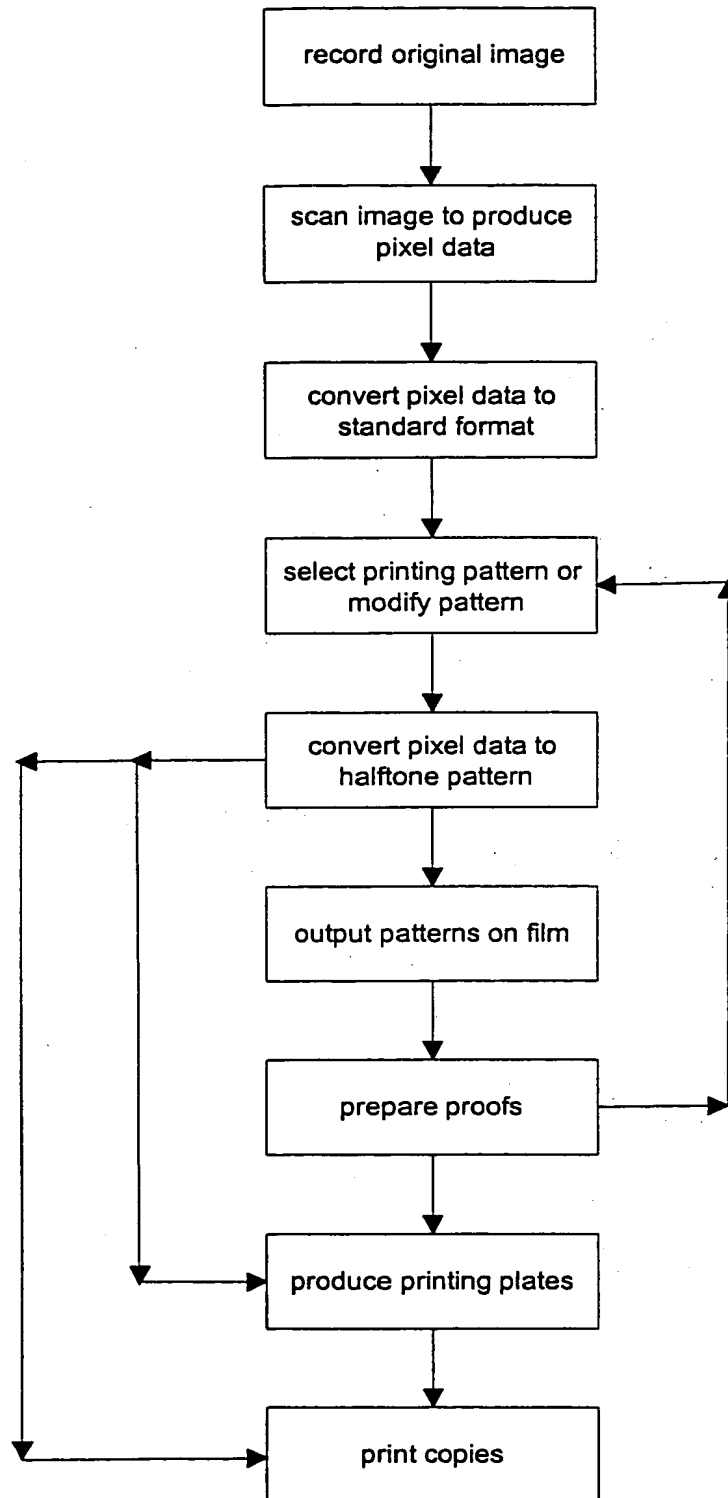 record original image
scan image to produce
pixel data
convert pixel data to
standard format
select printing pattern or
modify pattern
convert pixel data to
halftone pattern
output patterns on film
prepare proofs
produce printing plates
print copies